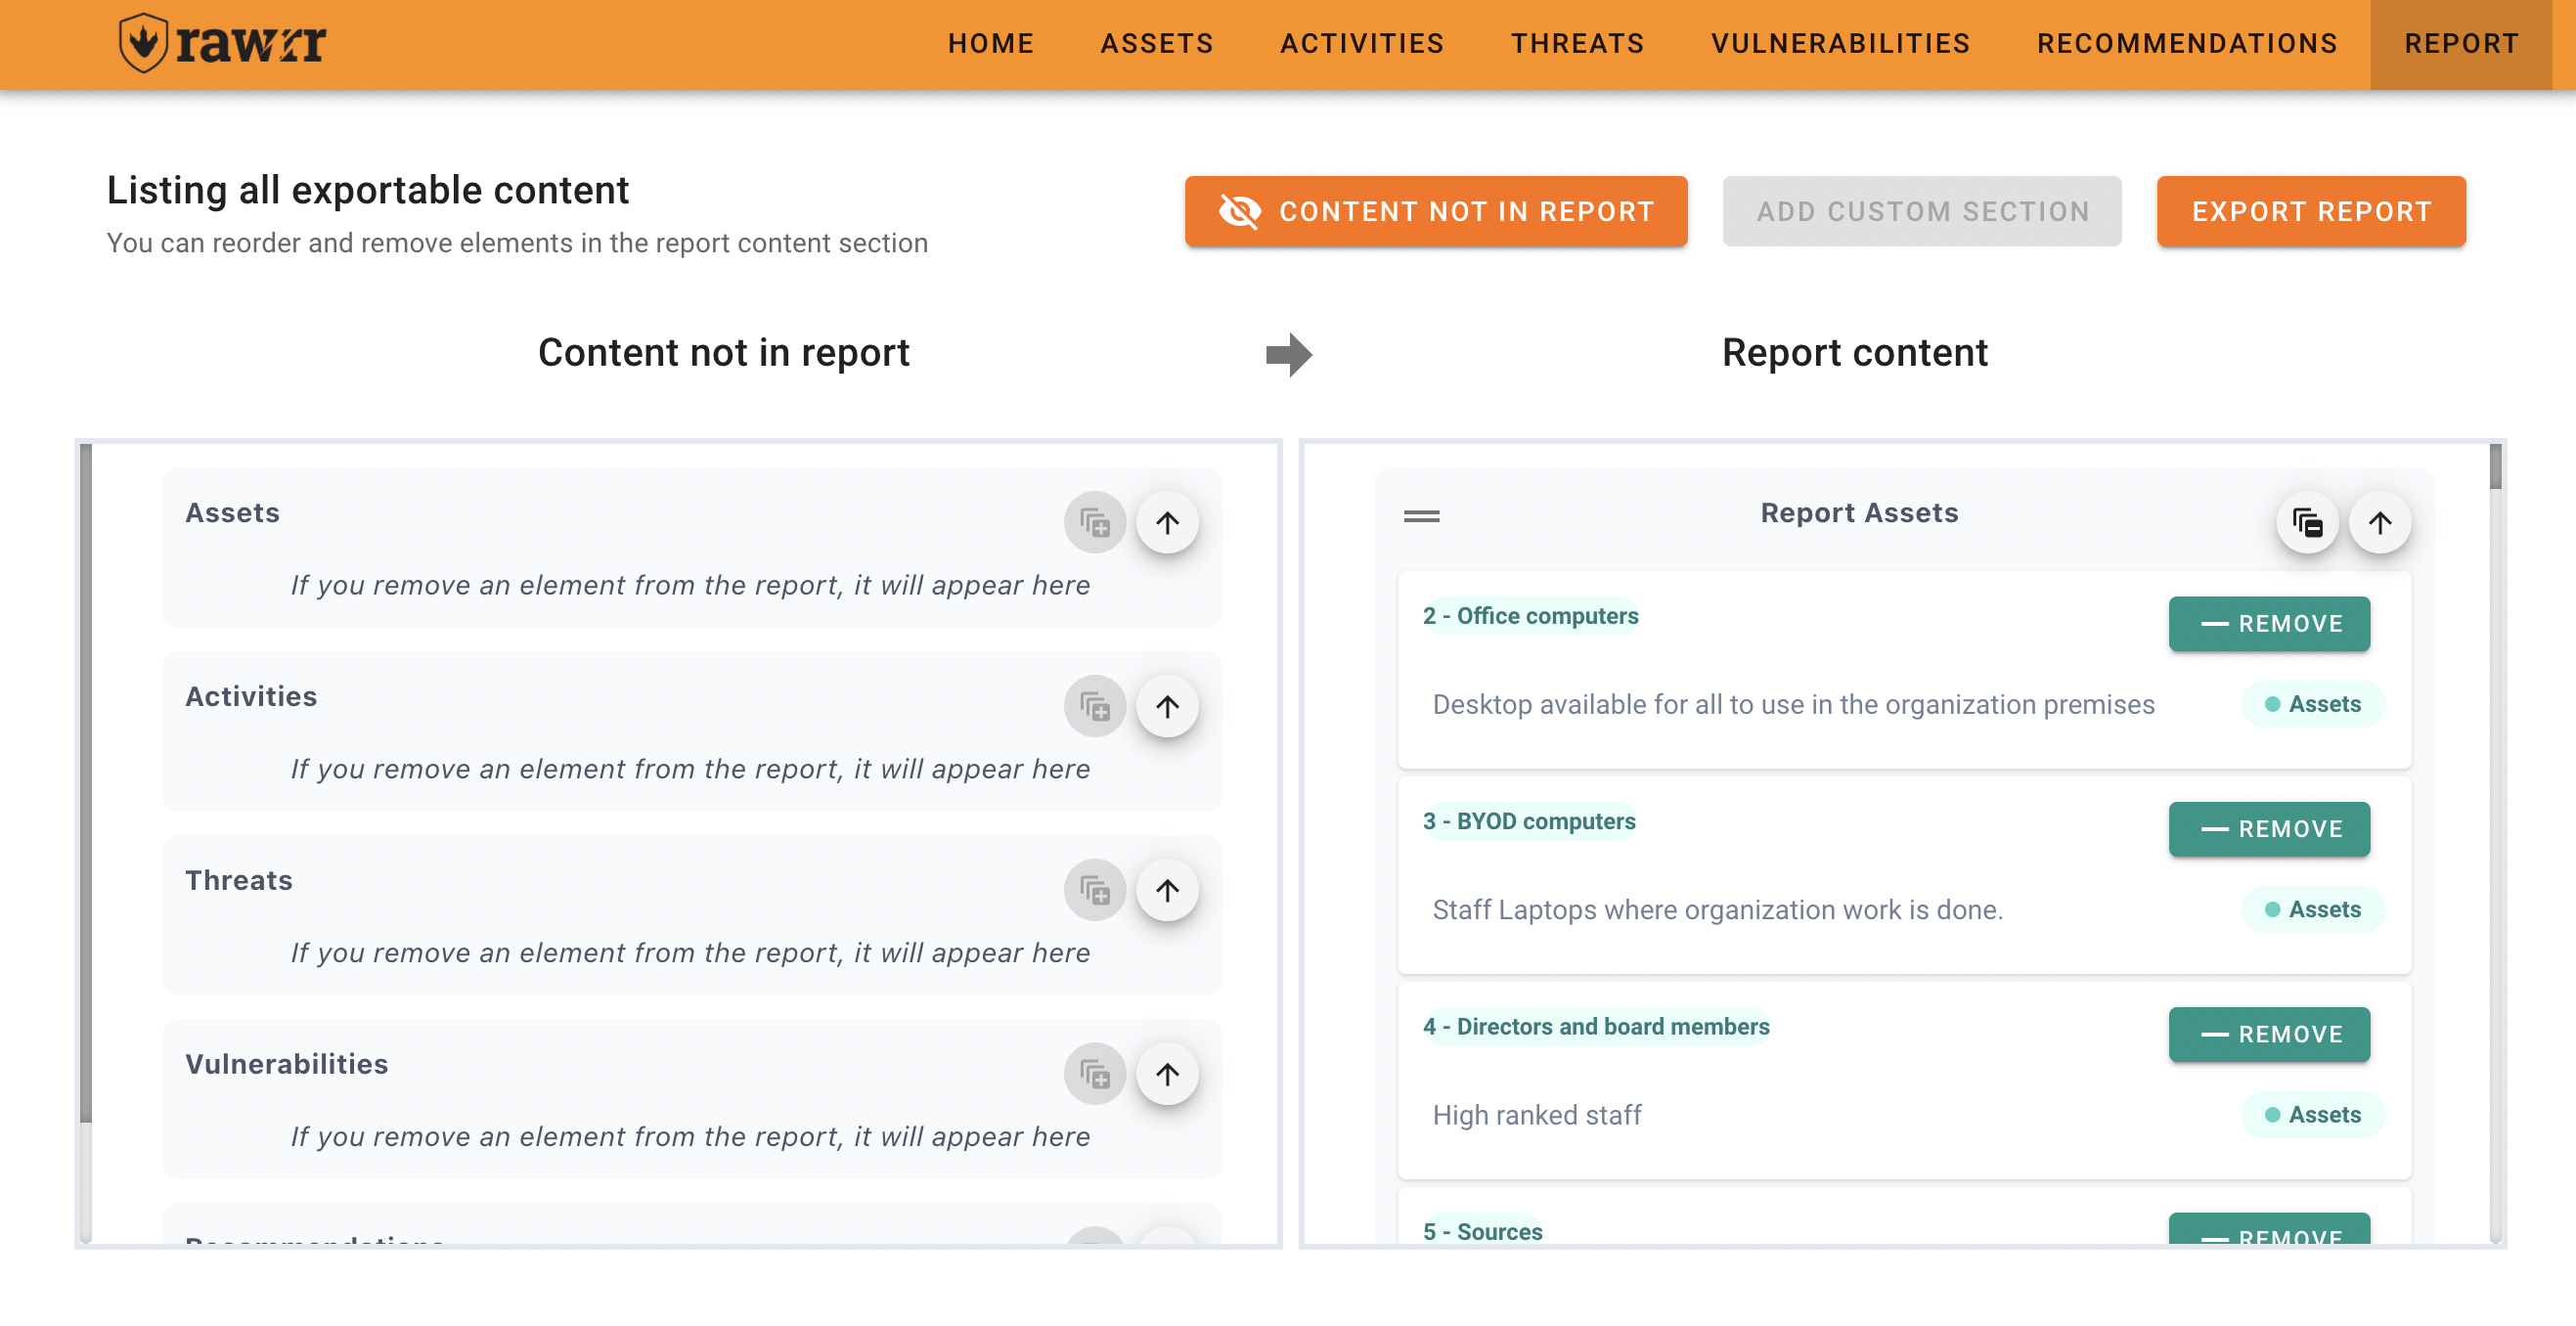 rawrr
HOME ASSETS ACTIVITIES THREATS VULNERABILITIES RECOMMENDATIONS REPORT
Listing all exportable content
You can reorder and remove elements in the report content section
CONTENT NOT IN REPORT
ADD CUSTOM SECTION
EXPORT REPORT
Content not in report
Report content
Assets
If you remove an element from the report, it will appear here
Activities
If you remove an element from the report, it will appear here
Threats
If you remove an element from the report, it will appear here
Vulnerabilities
If you remove an element from the report, it will appear here
Recommendations
Report Assets
2 - Office computers
REMOVE
Desktop available for all to use in the organization premises
Assets
3 - BYOD computers
REMOVE
Staff Laptops where organization work is done.
Assets
4 - Directors and board members
REMOVE
High ranked staff
Assets
5 - Sources
REMOVE